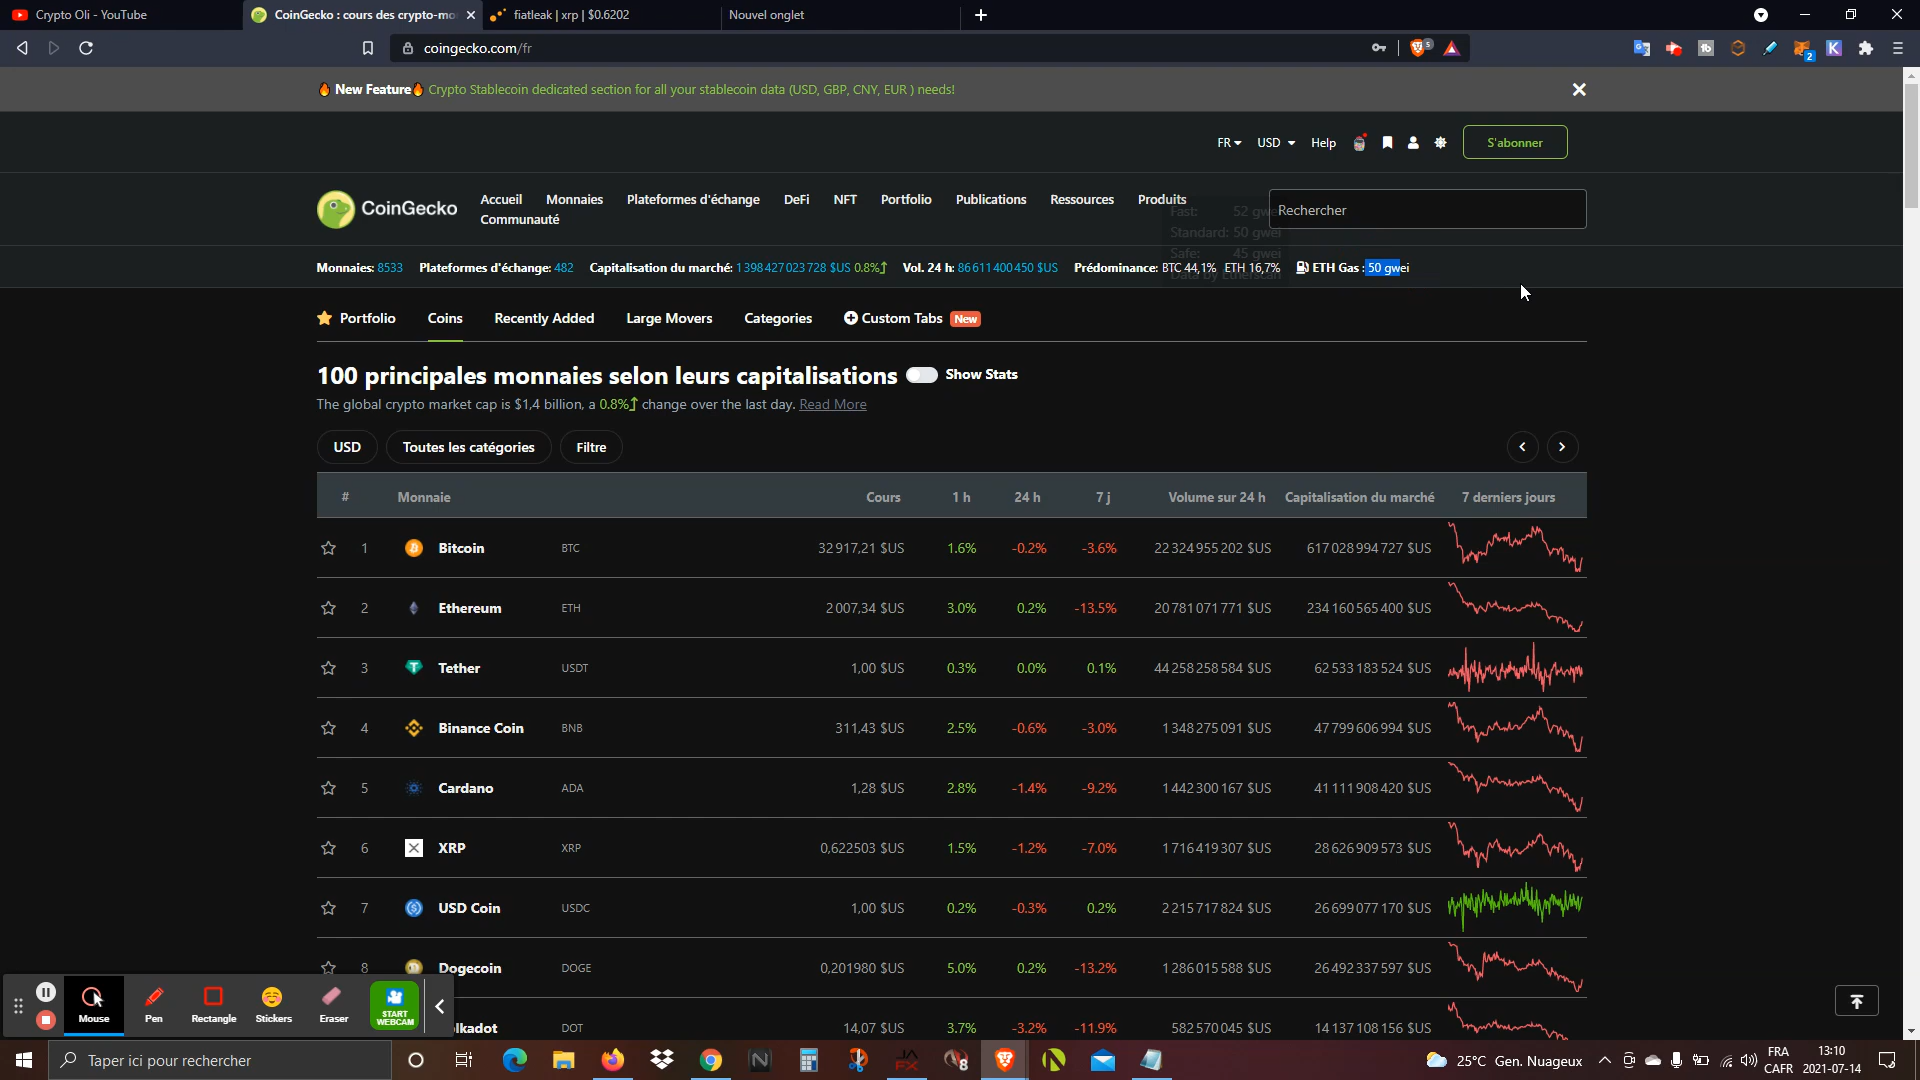 Crypto Oli - YouTube
CoinGecko : cours des crypto-mo
fiatleak | xrp | $0.6202
Nouvel onglet
coingecko.com/fr
🔥 New Feature🔥 Crypto Stablecoin dedicated section for all your stablecoin data (USD, GBP, CNY, EUR ) needs!
FR USD Help S'abonner
CoinGecko Accueil Monnaies Plateformes d'échange DeFi NFT Portfolio Publications Ressources Produits
Communauté
Rechercher
Fast: 52 gwei
Standard: 50 gwei
Safe: 45 gwei
Data by Etherscan
Monnaies: 8533 Plateformes d'échange: 482 Capitalisation du marché: 1 398 427 023 728 $US 0.8% Vol. 24 h: 86 611 400 450 $US Prédominance: BTC 44,1% ETH 16,7% ETH Gas : 50 gwei
Portfolio Coins Recently Added Large Movers Categories Custom Tabs New
100 principales monnaies selon leurs capitalisations Show Stats
The global crypto market cap is $1,4 billion, a 0.8% change over the last day. Read More
USD Toutes les catégories Filtre
# Monnaie Cours 1 h 24 h 7 j Volume sur 24 h Capitalisation du marché 7 derniers jours
1 Bitcoin BTC 32 917,21 $US 1.6% -0.2% -3.6% 22 324 955 202 $US 617 028 994 727 $US
2 Ethereum ETH 2 007,34 $US 3.0% 0.2% -13.5% 20 781 071 771 $US 234 160 565 400 $US
3 Tether USDT 1,00 $US 0.3% 0.0% 0.1% 44 258 258 584 $US 62 533 183 524 $US
4 Binance Coin BNB 311,43 $US 2.5% -0.6% -3.0% 1 348 275 091 $US 47 799 606 994 $US
5 Cardano ADA 1,28 $US 2.8% -1.4% -9.2% 1 442 300 167 $US 41 111 908 420 $US
6 XRP XRP 0,622503 $US 1.5% -1.2% -7.0% 1 716 419 307 $US 28 626 909 573 $US
7 USD Coin USDC 1,00 $US 0.2% -0.3% 0.2% 2 215 717 824 $US 26 699 077 170 $US
8 Dogecoin DOGE 0,201980 $US 5.0% 0.2% -13.2% 1 286 015 588 $US 26 492 337 597 $US
lkadot DOT 14,07 $US 3.7% -3.2% -11.9% 582 570 045 $US 14 137 108 156 $US
Mouse Pen Rectangle Stickers Eraser START WEBCAM
Taper ici pour rechercher
25°C Gen. Nuageux
FRA
CAFR
13:10
2021-07-14